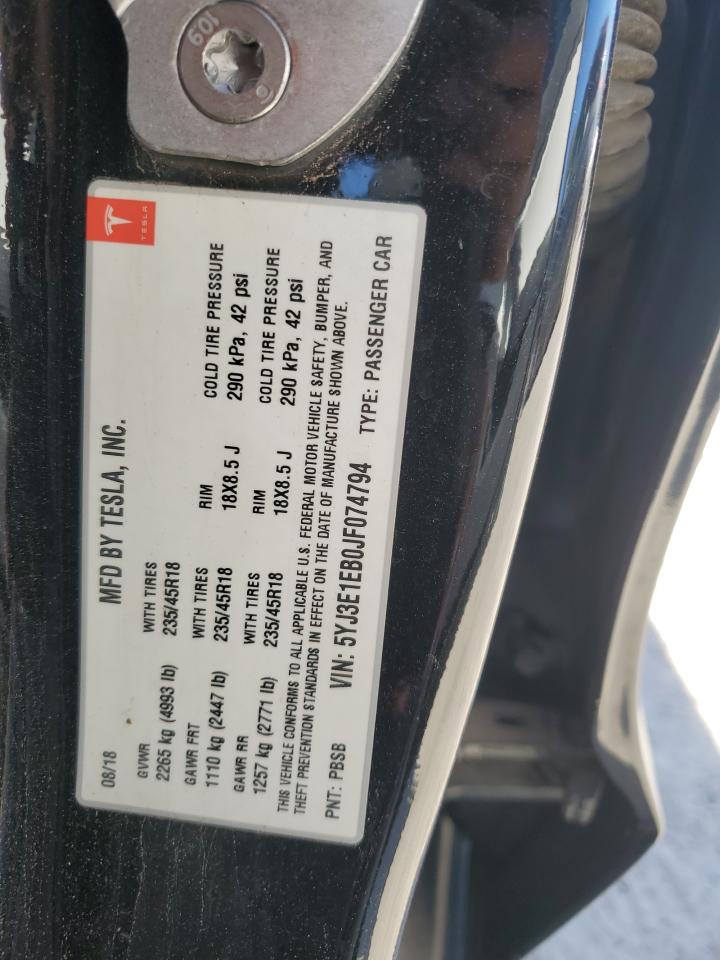 109
TESLA
MFD BY TESLA, INC.
08/18
GVWR WITH TIRES RIM COLD TIRE PRESSURE
2265 kg (4993 lb) 235/45R18 18X8.5 J 290 kPa, 42 psi
GAWR FRT WITH TIRES RIM COLD TIRE PRESSURE
1110 kg (2447 lb) 235/45R18 18X8.5 J 290 kPa, 42 psi
GAWR RR WITH TIRES
1257 kg (2771 lb) 235/45R18
THIS VEHICLE CONFORMS TO ALL APPLICABLE U.S. FEDERAL MOTOR VEHICLE SAFETY, BUMPER, AND
THEFT PREVENTION STANDARDS IN EFFECT ON THE DATE OF MANUFACTURE SHOWN ABOVE.
PNT: PBSB VIN: 5YJ3E1EB0JF074794 TYPE: PASSENGER CAR